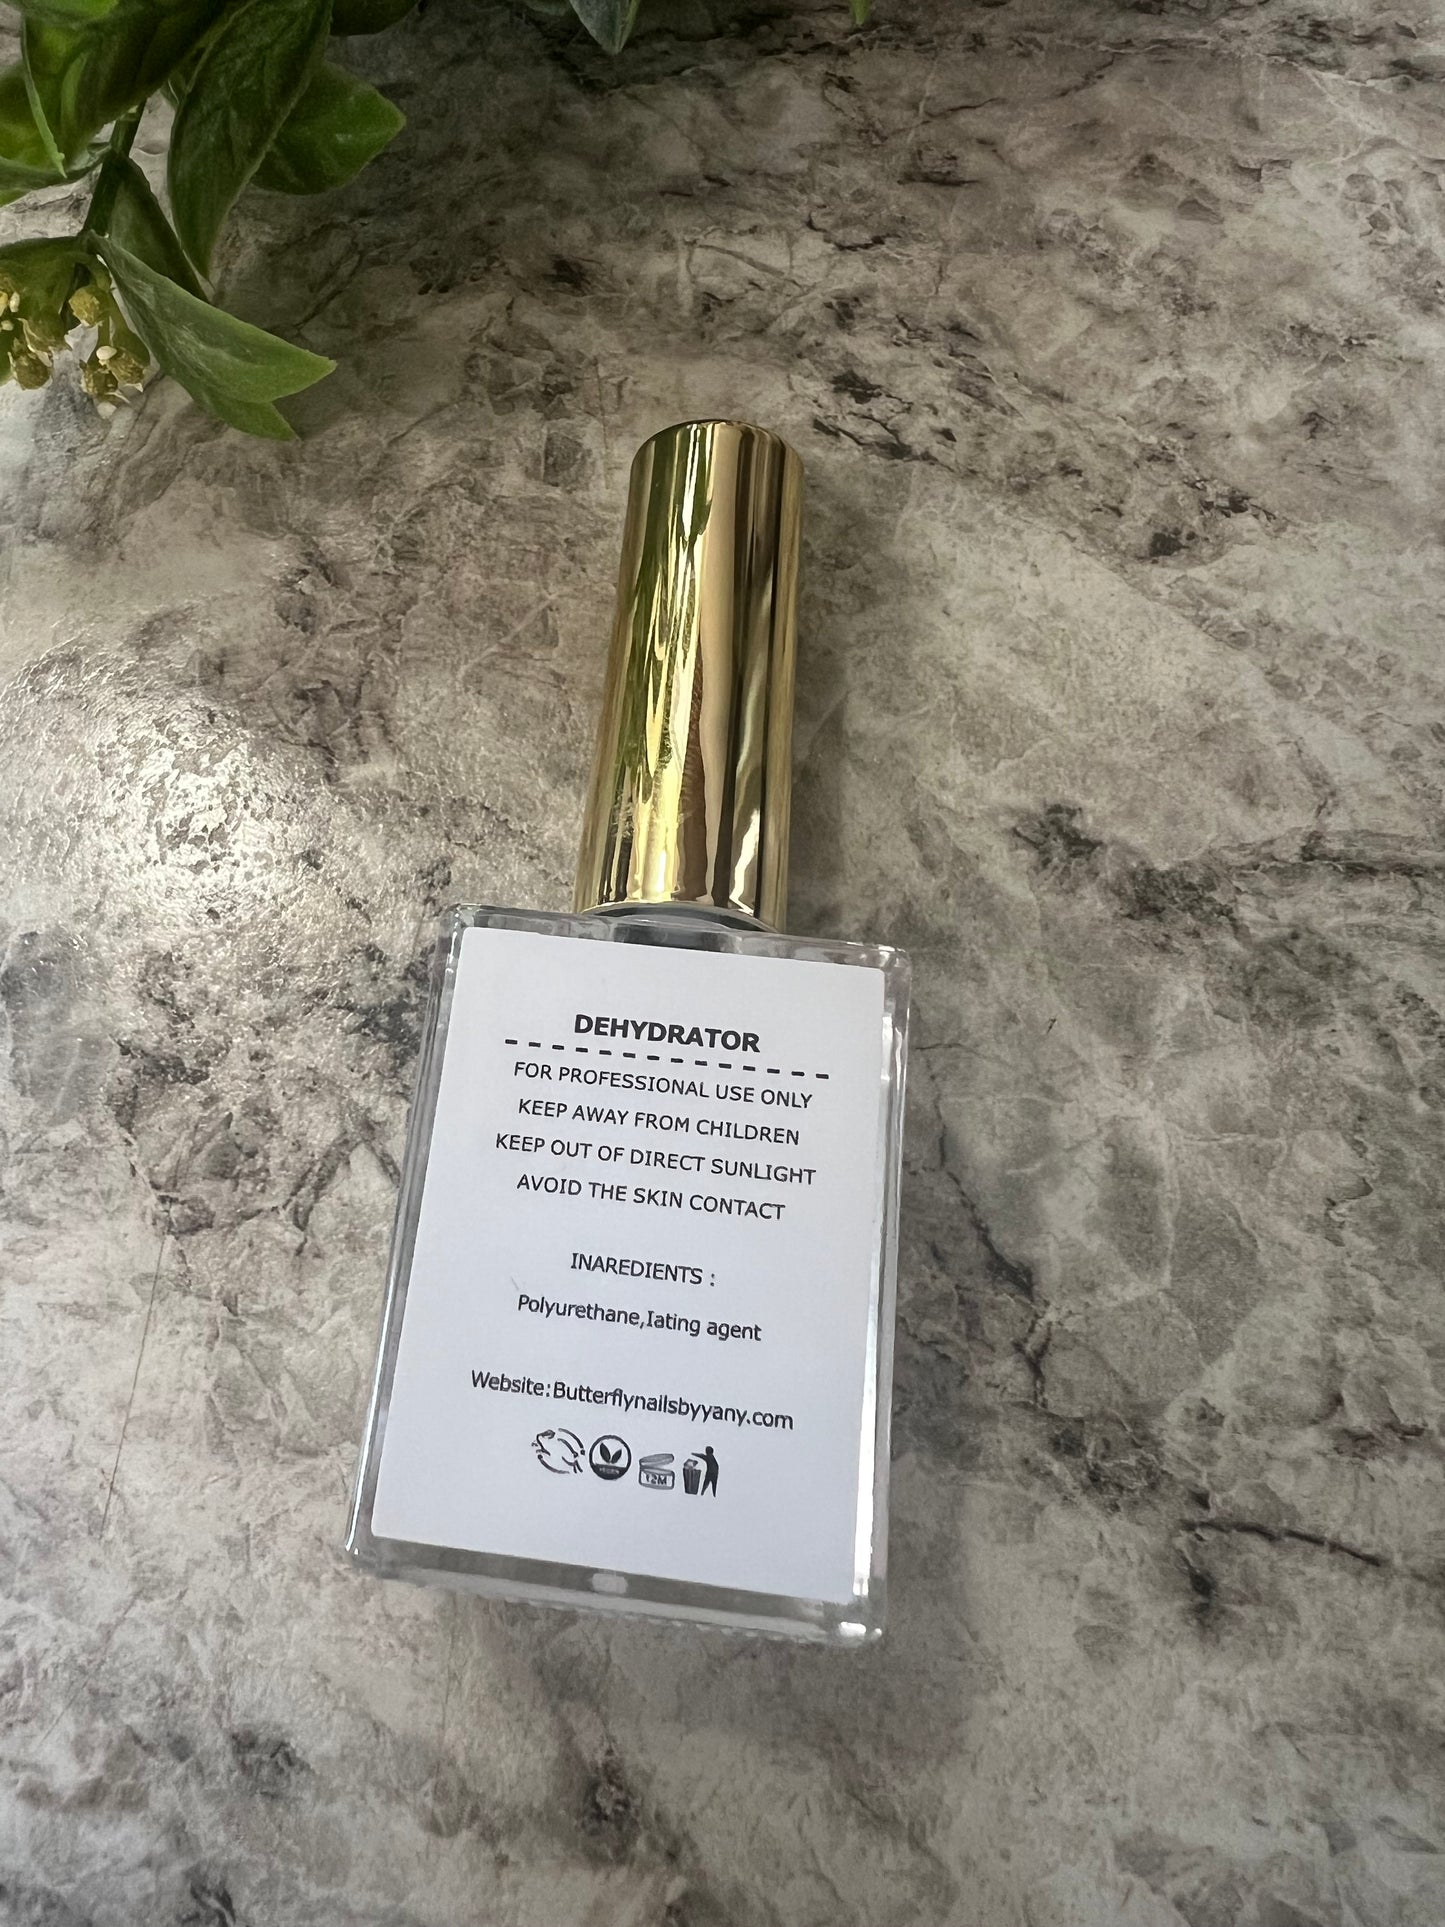 DEHYDRATOR
FOR PROFESSIONAL USE ONLY
KEEP AWAY FROM CHILDREN
KEEP OUT OF DIRECT SUNLIGHT
AVOID THE SKIN CONTACT
INAREDIENTS :
Polyurethane,Iating agent
Website:Butterflynailsbyyany.com
12M